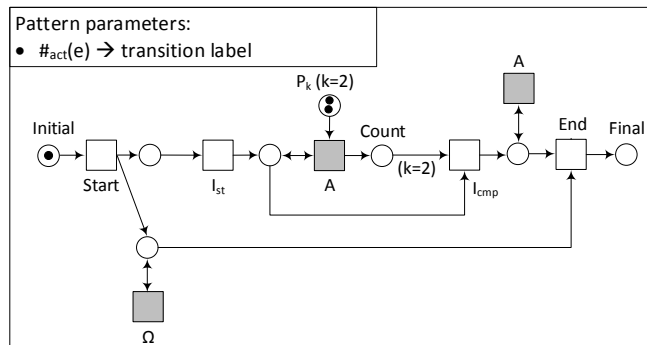 Pattern parameters:
• #act(e) → transition label
Pk (k=2)
A
Initial
Count
End
Final
Start
Ist
A
(k=2)
Icmp
Ω